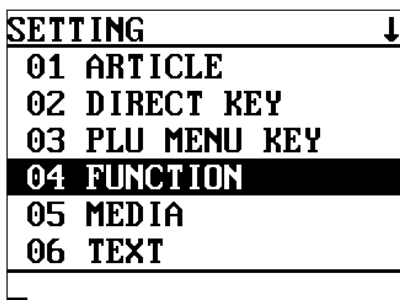 SETTING ↓
01 ARTICLE
02 DIRECT KEY
03 PLU MENU KEY
04 FUNCTION
05 MEDIA
06 TEXT